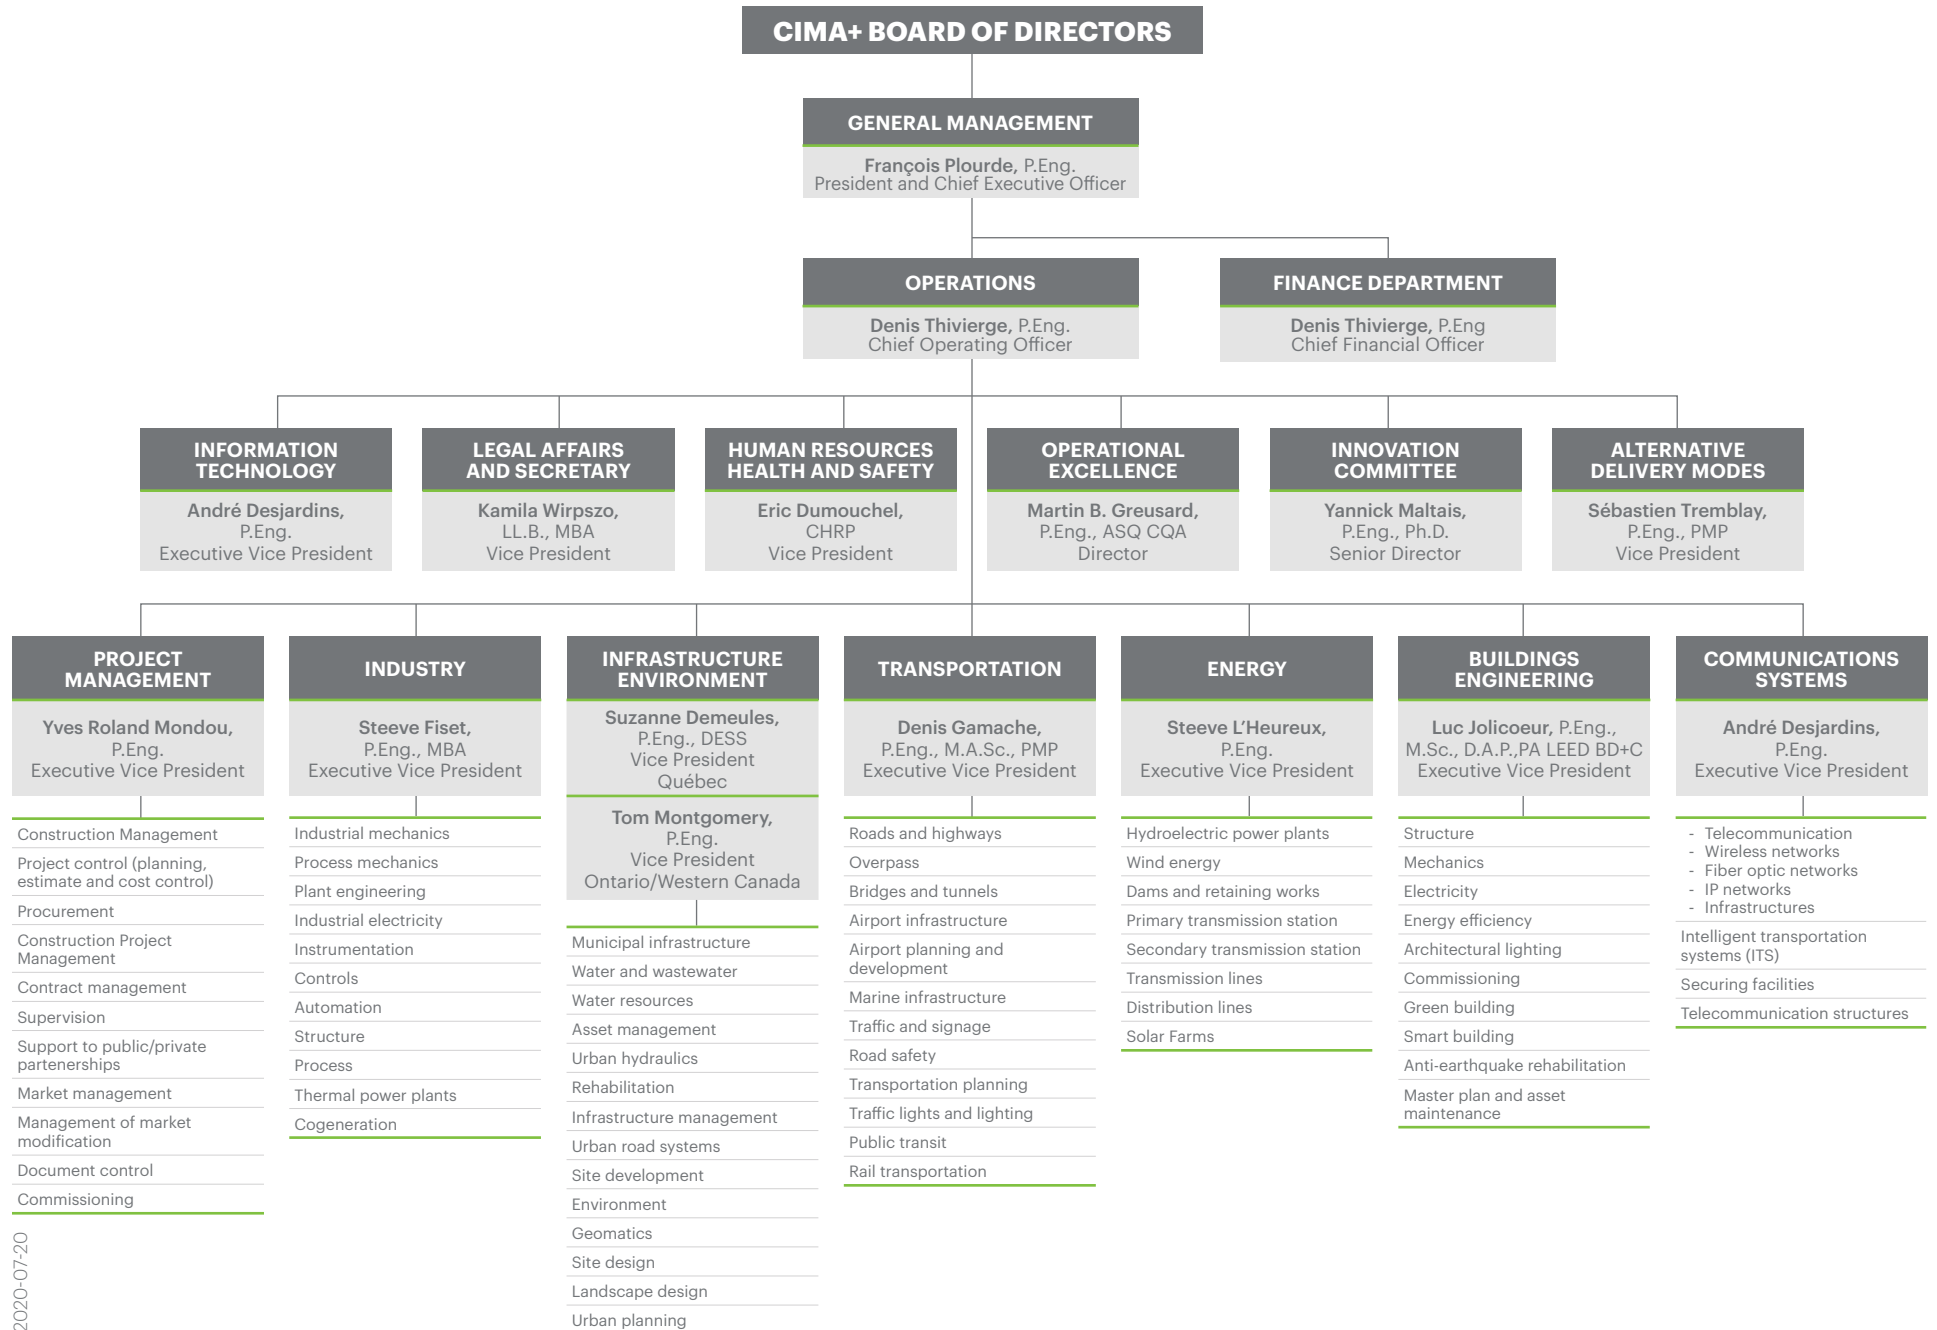 CIMA+ BOARD OF DIRECTORS
GENERAL MANAGEMENT
François Plourde, P.Eng.
President and Chief Executive Officer
OPERATIONS
Denis Thivierge, P.Eng.
Chief Operating Officer
FINANCE DEPARTMENT
Denis Thivierge, P.Eng
Chief Financial Officer
INFORMATION
TECHNOLOGY
André Desjardins,
P.Eng.
Executive Vice President
LEGAL AFFAIRS
AND SECRETARY
Kamila Wirpszo,
LL.B., MBA
Vice President
HUMAN RESOURCES
HEALTH AND SAFETY
Eric Dumouchel,
CHRP
Vice President
OPERATIONAL
EXCELLENCE
Martin B. Greusard,
P.Eng., ASQ CQA
Director
INNOVATION
COMMITTEE
Yannick Maltais,
P.Eng., Ph.D.
Senior Director
ALTERNATIVE
DELIVERY MODES
Sébastien Tremblay,
P.Eng., PMP
Vice President
PROJECT
MANAGEMENT
Yves Roland Mondou,
P.Eng.
Executive Vice President
Construction Management
Project control (planning,
estimate and cost control)
Procurement
Construction Project
Management
Contract management
Supervision
Support to public/private
partenerships
Market management
Management of market
modification
Document control
Commissioning
INDUSTRY
Steeve Fiset,
P.Eng., MBA
Executive Vice President
Industrial mechanics
Process mechanics
Plant engineering
Industrial electricity
Instrumentation
Controls
Automation
Structure
Process
Thermal power plants
Cogeneration
INFRASTRUCTURE
ENVIRONMENT
Suzanne Demeules,
P.Eng., DESS
Vice President
Québec
Tom Montgomery,
P.Eng.
Vice President
Ontario/Western Canada
Municipal infrastructure
Water and wastewater
Water resources
Asset management
Urban hydraulics
Rehabilitation
Infrastructure management
Urban road systems
Site development
Environment
Geomatics
Site design
Landscape design
Urban planning
TRANSPORTATION
Denis Gamache,
P.Eng., M.A.Sc., PMP
Executive Vice President
Roads and highways
Overpass
Bridges and tunnels
Airport infrastructure
Airport planning and
development
Marine infrastructure
Traffic and signage
Road safety
Transportation planning
Traffic lights and lighting
Public transit
Rail transportation
ENERGY
Steeve L’Heureux,
P.Eng.
Executive Vice President
Hydroelectric power plants
Wind energy
Dams and retaining works
Primary transmission station
Secondary transmission station
Transmission lines
Distribution lines
Solar Farms
BUILDINGS
ENGINEERING
Luc Jolicoeur, P.Eng.,
M.Sc., D.A.P.,PA LEED BD+C
Executive Vice President
Structure
Mechanics
Electricity
Energy efficiency
Architectural lighting
Commissioning
Green building
Smart building
Anti-earthquake rehabilitation
Master plan and asset
maintenance
COMMUNICATIONS
SYSTEMS
André Desjardins,
P.Eng.
Executive Vice President
- Telecommunication
- Wireless networks
- Fiber optic networks
- IP networks
- Infrastructures
Intelligent transportation
systems (ITS)
Securing facilities
Telecommunication structures
2020-07-20